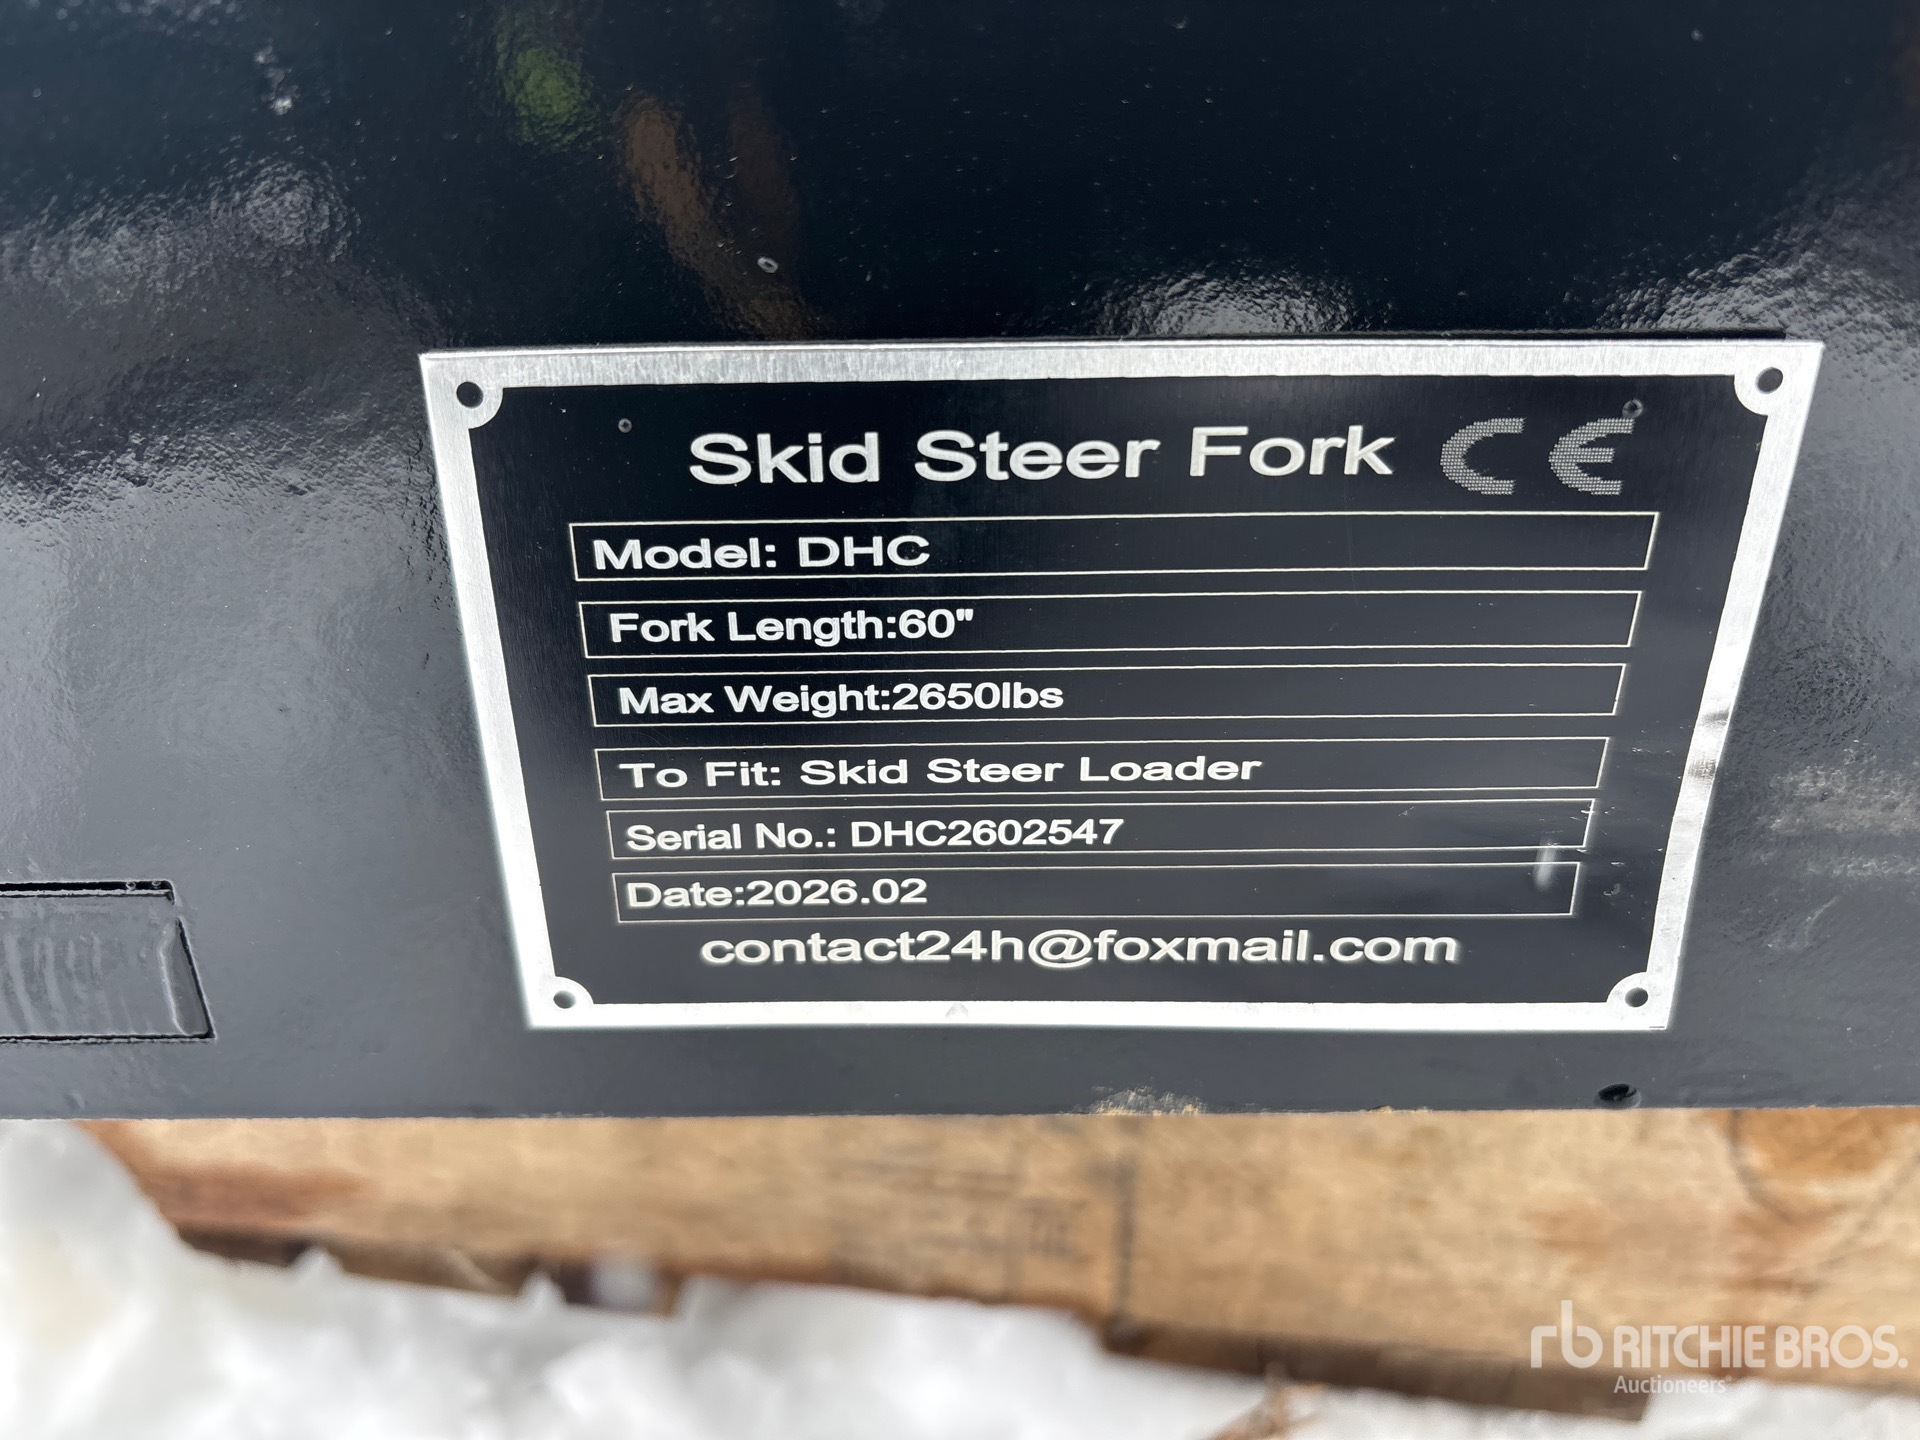 Skid Steer Fork CE
Model: DHC
Fork Length:60"
Max Weight:2650lbs
To Fit: Skid Steer Loader
Serial No.: DHC2602547
Date:2026.02
contact24h@foxmail.com
rb RITCHIE BROS.
Auctioneers